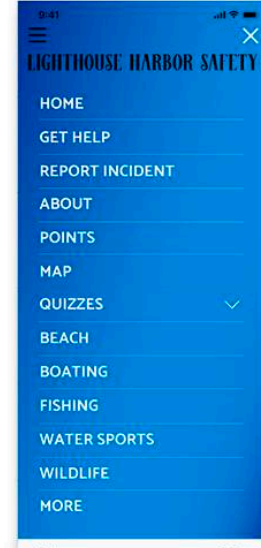 9:41
LIGHTHOUSE HARBOR SAFETY
HOME
GET HELP
REPORT INCIDENT
ABOUT
POINTS
MAP
QUIZZES
BEACH
BOATING
FISHING
WATER SPORTS
WILDLIFE
MORE